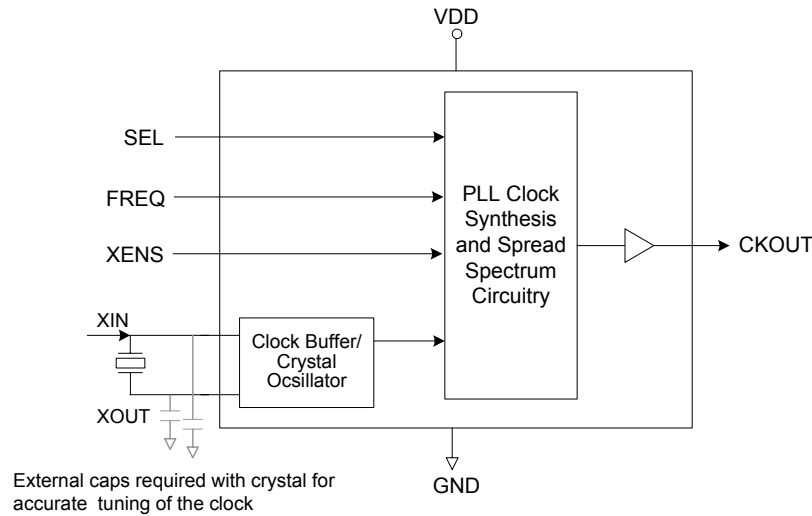 VDD
SEL
FREQ
XENS
PLL Clock
Synthesis
and Spread
Spectrum
Circuitry
CKOUT
XIN
Clock Buffer/
Crystal
Ocsillator
XOUT
GND
External caps required with crystal for
accurate tuning of the clock